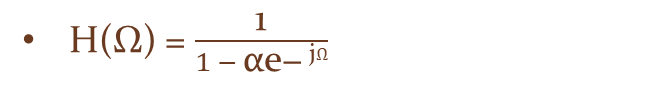 • H(Ω) = 1 / 1 − αe− jΩ